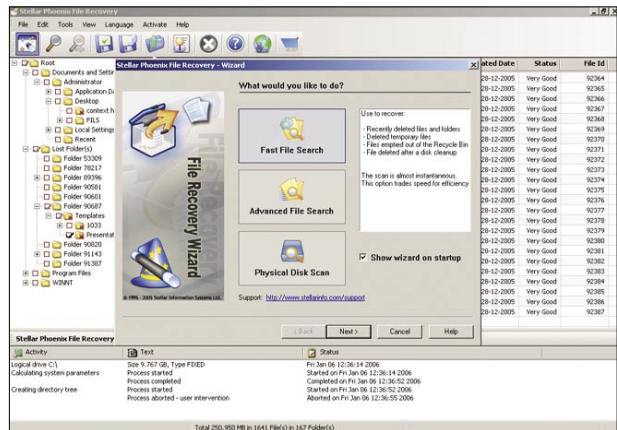 Stellar Phoenix File Recovery
File Edit Tools View Language Activate Help
Root
Documents and Settin
Administrator
Application Da
Desktop
context h
FILS
Local Settings
Recent
Lost Folder(s)
Folder 53309
Folder 78217
Folder 89396
Folder 90581
Folder 90601
Folder 90687
Templates
1033
Presentat
Folder 90828
Folder 91143
Folder 91387
Program Files
WINNT
Stellar Phoenix File Recovery - Wizard
What would you like to do?
Fast File Search
Advanced File Search
Physical Disk Scan
File Recovery Wizard
© 1995 - 2005 Stellar Information Systems Ltd.
Use to recover:
- Recently deleted files and folders
- Deleted temporary files
- Files emptied out of the Recycle Bin
- File deleted after a disk cleanup
The scan is almost instantaneous.
This option trades speed for efficiency
Show wizard on startup
Support: http://www.stellarinfo.com/support
< Back Next > Cancel Help
ated Date Status File Id
28-12-2005 Very Good 92364
28-12-2005 Very Good 92365
28-12-2005 Very Good 92366
28-12-2005 Very Good 92367
28-12-2005 Very Good 92368
28-12-2005 Very Good 92369
28-12-2005 Very Good 92370
28-12-2005 Very Good 92371
28-12-2005 Very Good 92372
28-12-2005 Very Good 92373
28-12-2005 Very Good 92374
28-12-2005 Very Good 92375
28-12-2005 Very Good 92376
28-12-2005 Very Good 92377
28-12-2005 Very Good 92378
28-12-2005 Very Good 92379
28-12-2005 Very Good 92380
28-12-2005 Very Good 92381
28-12-2005 Very Good 92382
28-12-2005 Very Good 92383
28-12-2005 Very Good 92384
28-12-2005 Very Good 92385
28-12-2005 Very Good 92386
28-12-2005 Very Good 92387
Stellar Phoenix File Recovery
Activity Text Status
Logical drive C:\ Size 9.767 GB, Type FIXED Fri Jan 06 12:36:14 2006
Calculating system parameters Process started Started on Fri Jan 06 12:36:14 2006
Process completed Completed on Fri Jan 06 12:36:52 2006
Creating directory tree Process started Started on Fri Jan 06 12:36:52 2006
Process aborted - user intervention Aborted on Fri Jan 06 12:36:55 2006
Total 250.950 MB in 1641 File(s) in 167 Folder(s)